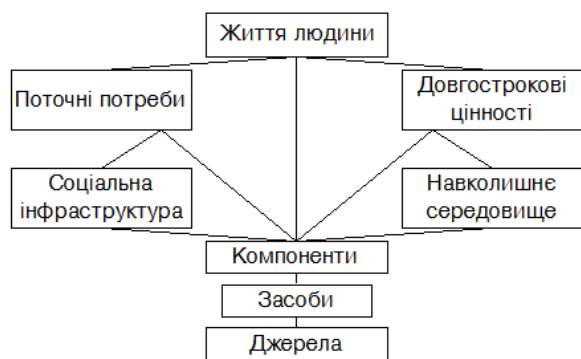 Життя людини
Поточні потреби
Довгострокові
цінності
Соціальна
інфраструктура
Навколишнє
середовище
Компоненти
Засоби
Джерела